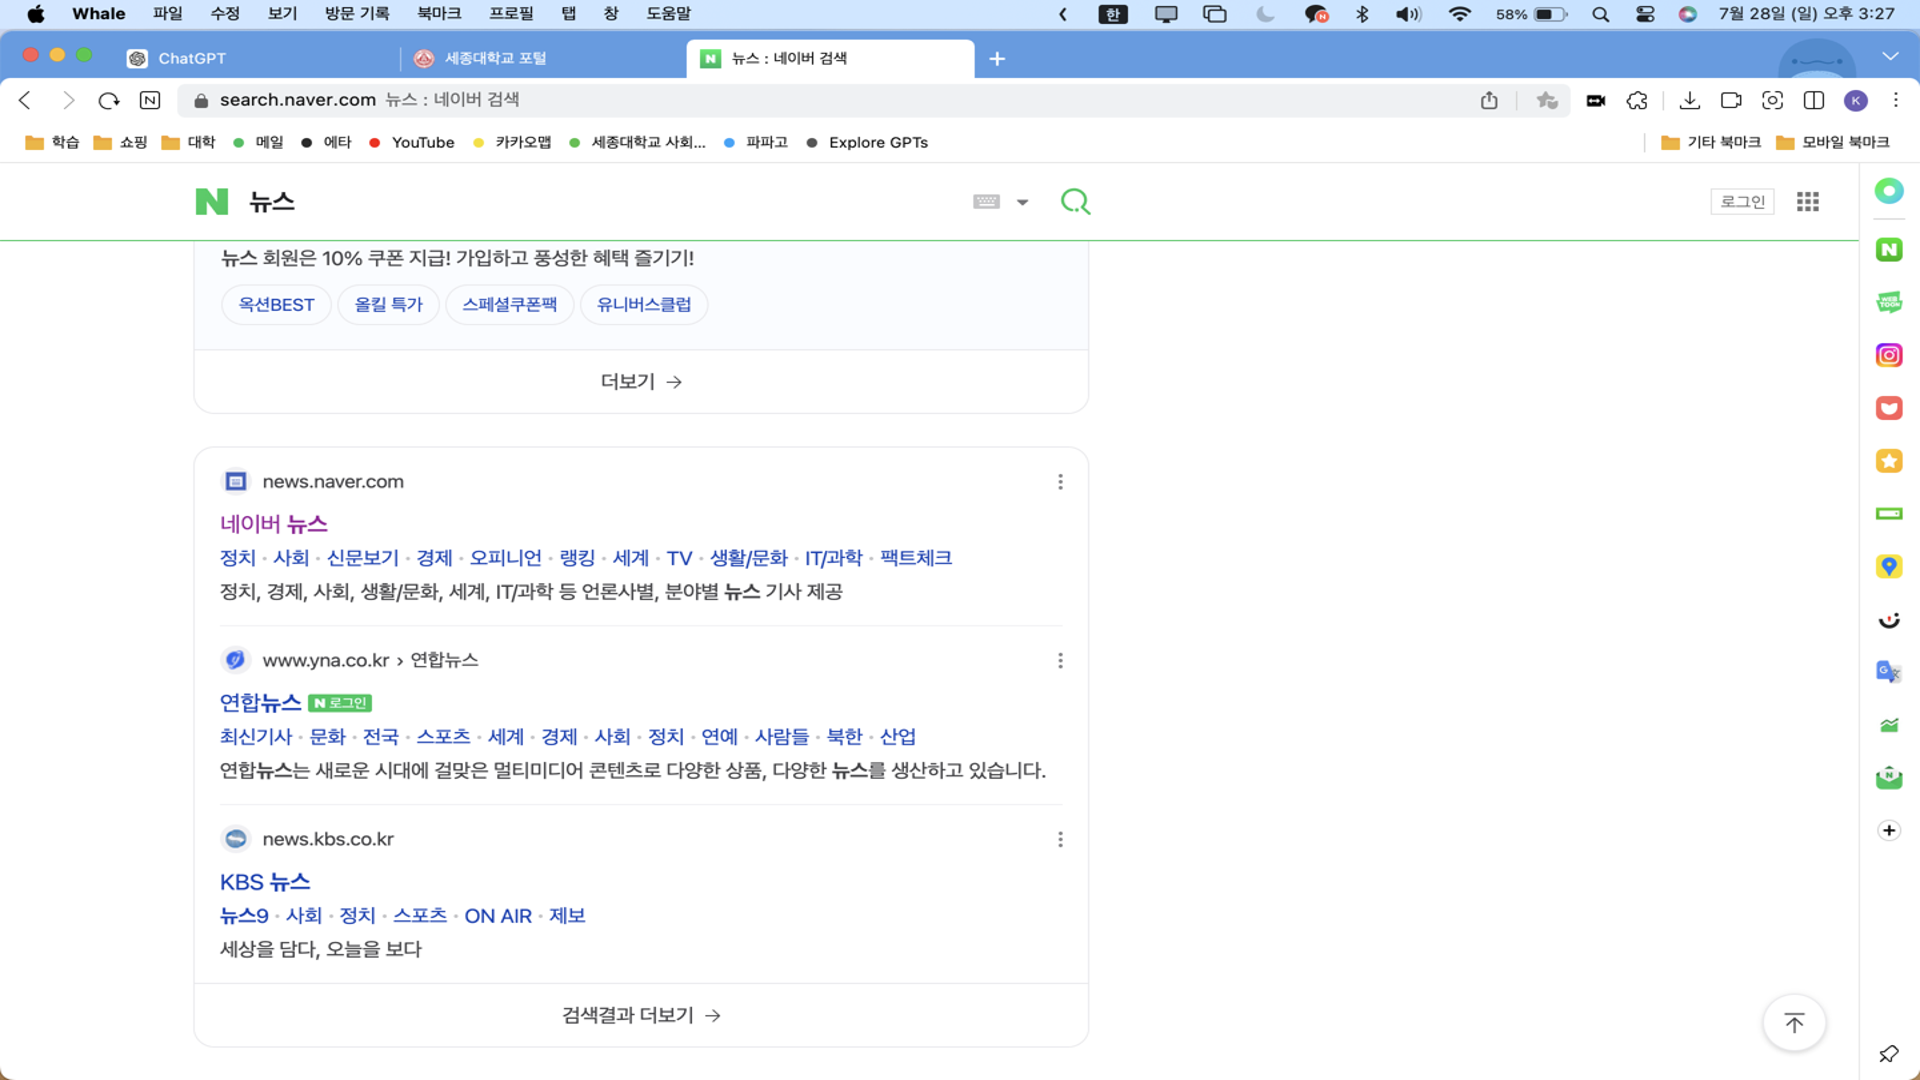 Whale 파일 수정 보기 방문 기록 북마크 프로필 탭 창 도움말 한 58% 7월 28일 (일) 오후 3:27
ChatGPT 세종대학교 포털 뉴스 : 네이버 검색
search.naver.com 뉴스 : 네이버 검색 K
학습 쇼핑 대학 메일 에타 YouTube 카카오맵 세종대학교 사회... 파파고 Explore GPTs 기타 북마크 모바일 북마크
N 뉴스 로그인
뉴스 회원은 10% 쿠폰 지급! 가입하고 풍성한 혜택 즐기기!
옥션BEST 올킬 특가 스페셜쿠폰팩 유니버스클럽
더보기 →
news.naver.com
네이버 뉴스
정치 · 사회 · 신문보기 · 경제 · 오피니언 · 랭킹 · 세계 · TV · 생활/문화 · IT/과학 · 팩트체크
정치, 경제, 사회, 생활/문화, 세계, IT/과학 등 언론사별, 분야별 뉴스 기사 제공
www.yna.co.kr › 연합뉴스
연합뉴스 N 로그인
최신기사 · 문화 · 전국 · 스포츠 · 세계 · 경제 · 사회 · 정치 · 연예 · 사람들 · 북한 · 산업
연합뉴스는 새로운 시대에 걸맞은 멀티미디어 콘텐츠로 다양한 상품, 다양한 뉴스를 생산하고 있습니다.
news.kbs.co.kr
KBS 뉴스
뉴스9 · 사회 · 정치 · 스포츠 · ON AIR · 제보
세상을 담다, 오늘을 보다
검색결과 더보기 →